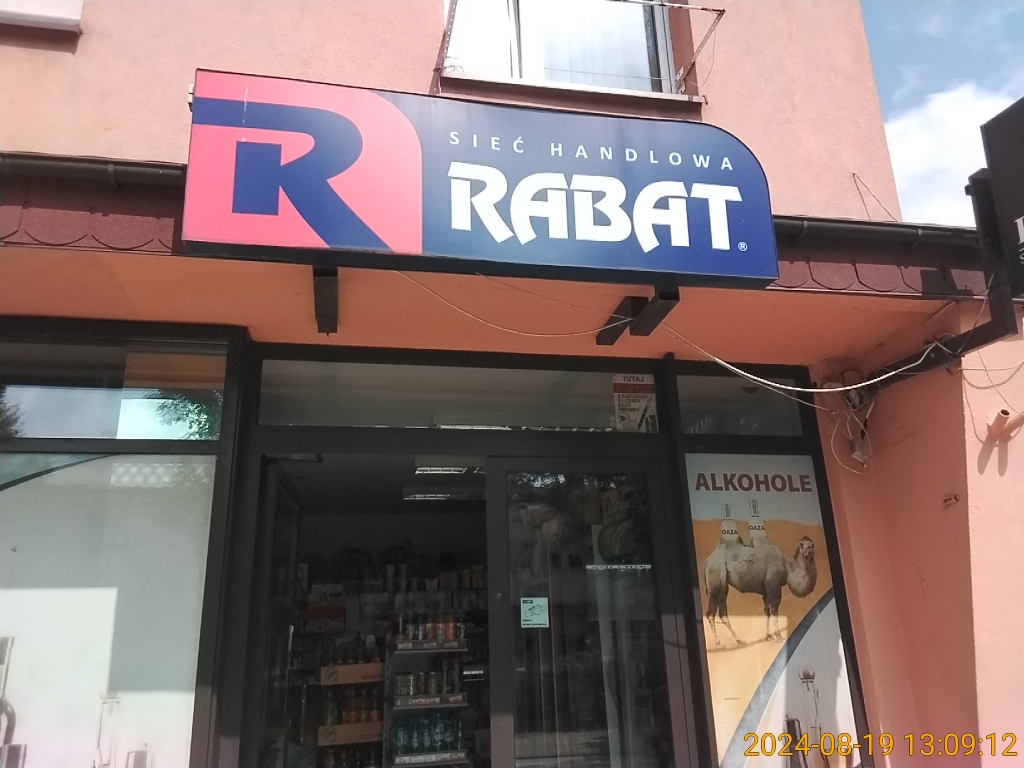 R
SIEĆ HANDLOWA
RABAT®
TUTAJ
ALKOHOLE
OAZA OAZA
2024-08-19 13:09:12